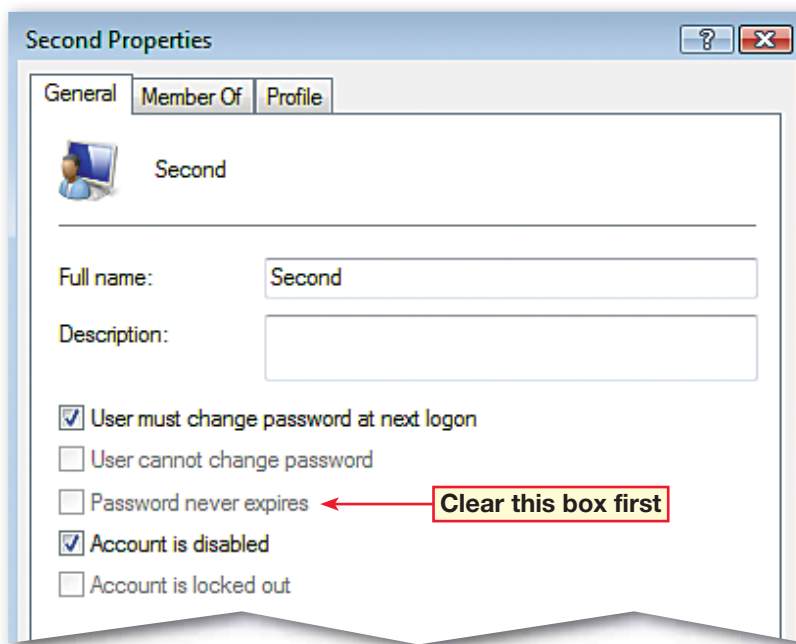 Second Properties
General Member Of Profile
Second
Full name: Second
Description:
User must change password at next logon
User cannot change password
Password never expires Clear this box first
Account is disabled
Account is locked out